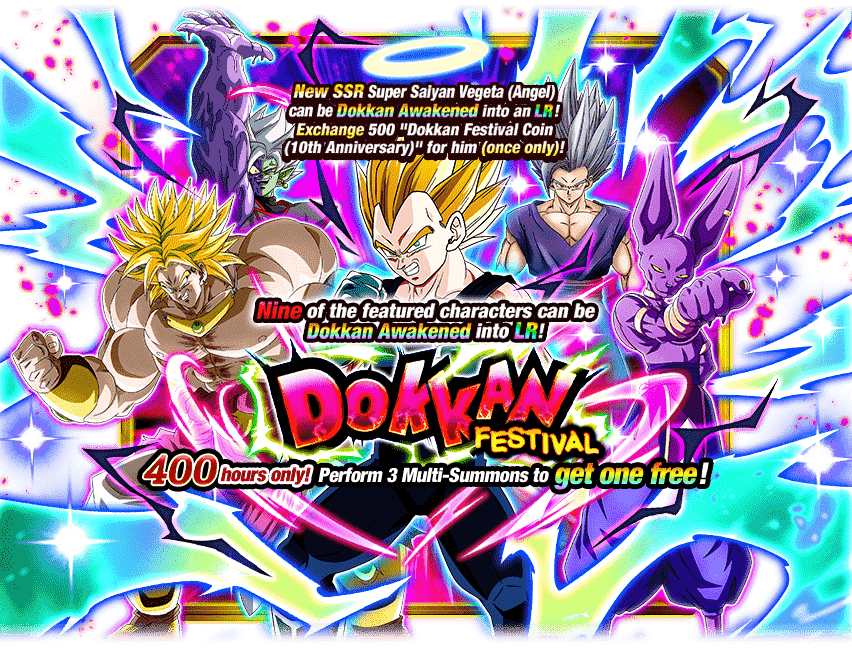 New SSR Super Saiyan Vegeta (Angel)
can be Dokkan Awakened into an LR!
Exchange 500 "Dokkan Festival Coin
(10th Anniversary)" for him (once only)!
Nine of the featured characters can be
Dokkan Awakened into LR!
DOKKAN
FESTIVAL
400 hours only! Perform 3 Multi-Summons to get one free!